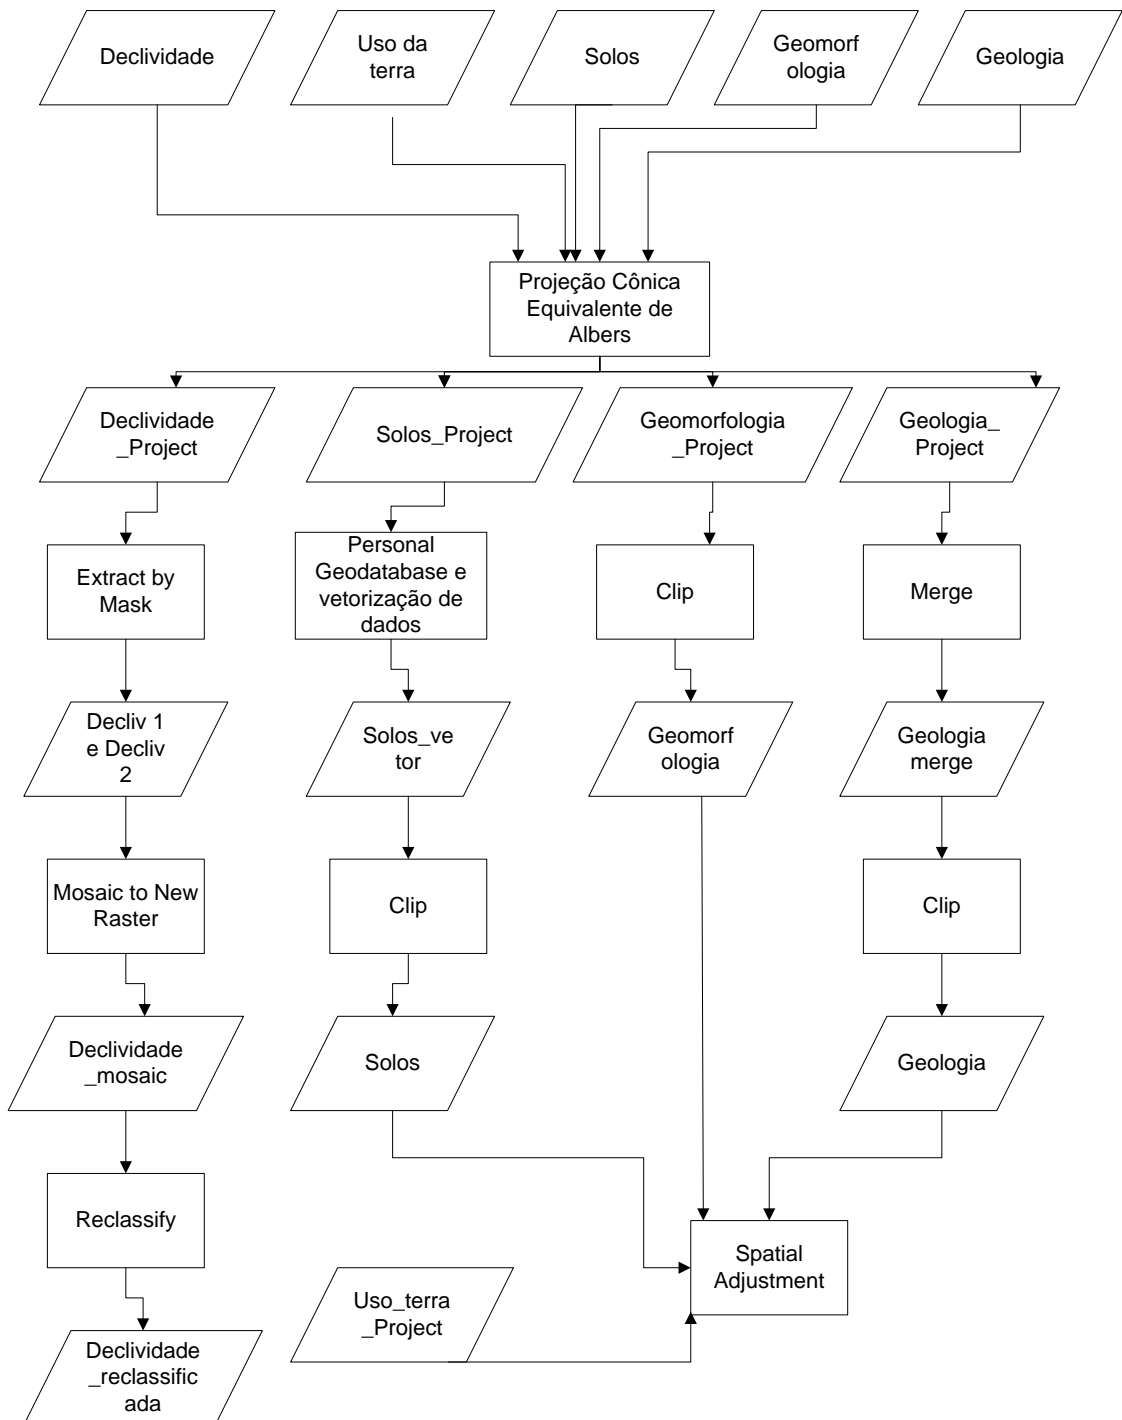 Declividade
Uso da
terra
Solos
Geomorf
ologia
Geologia
Projeção Cônica
Equivalente de
Albers
Declividade
_Project
Solos_Project
Geomorfologia
_Project
Geologia_
Project
Extract by
Mask
Personal
Geodatabase e
vetorização de
dados
Clip
Merge
Decliv 1
e Decliv
2
Solos_ve
tor
Geomorf
ologia
Geologia
merge
Mosaic to New
Raster
Clip
Clip
Declividade
_mosaic
Solos
Geologia
Reclassify
Spatial
Adjustment
Uso_terra
_Project
Declividade
_reclassific
ada